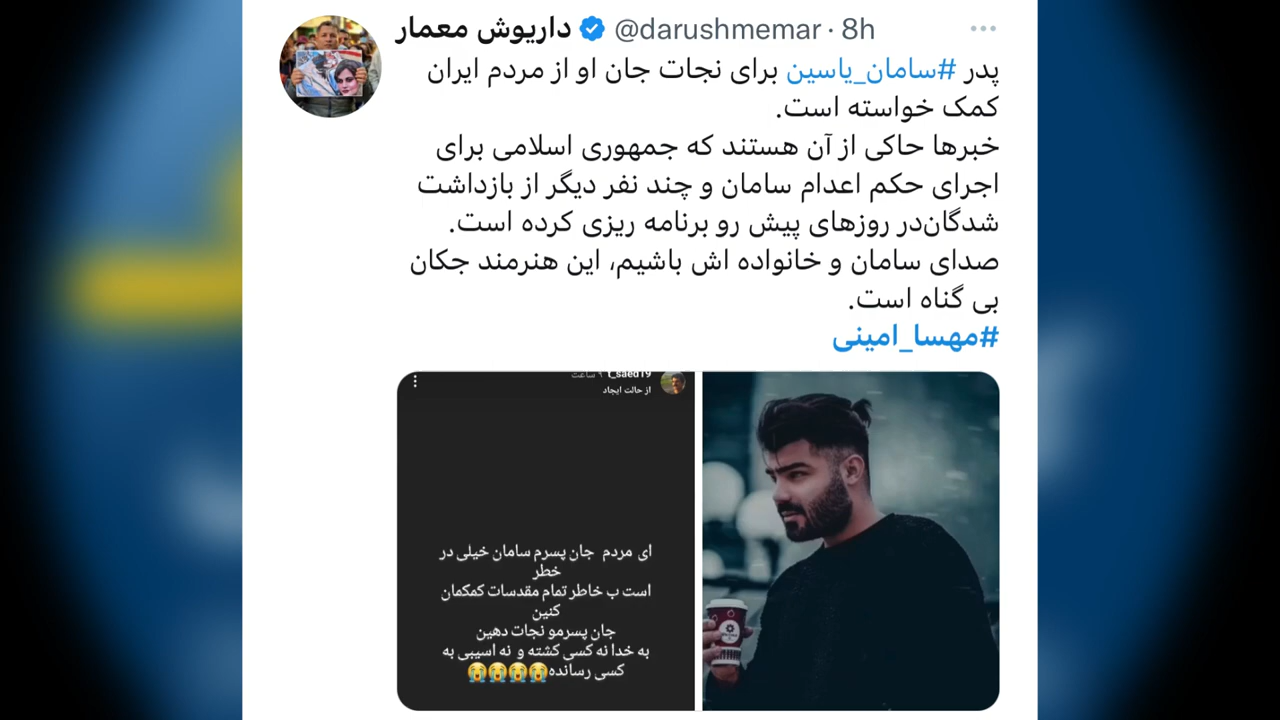 داریوش معمار @darushmemar · 8h
پدر #سامان_یاسین برای نجات جان او از مردم ایران
کمک خواسته است.
خبرها حاکی از آن هستند که جمهوری اسلامی برای
اجرای حکم اعدام سامان و چند نفر دیگر از بازداشت
شدگان‌در روزهای پیش رو برنامه ریزی کرده است.
صدای سامان و خانواده اش باشیم، این هنرمند جکان
بی گناه است.
#مهسا_امینی
۹ ساعت
از حالت ایجاد
ای مردم جان پسرم سامان خیلی در
خطر
است ب خاطر تمام مقدسات کمکمان
کنین
جان پسرمو نجات دهین
به خدا نه کسی کشته و نه اسیبی به
کسی رسانده😭😭😭😭